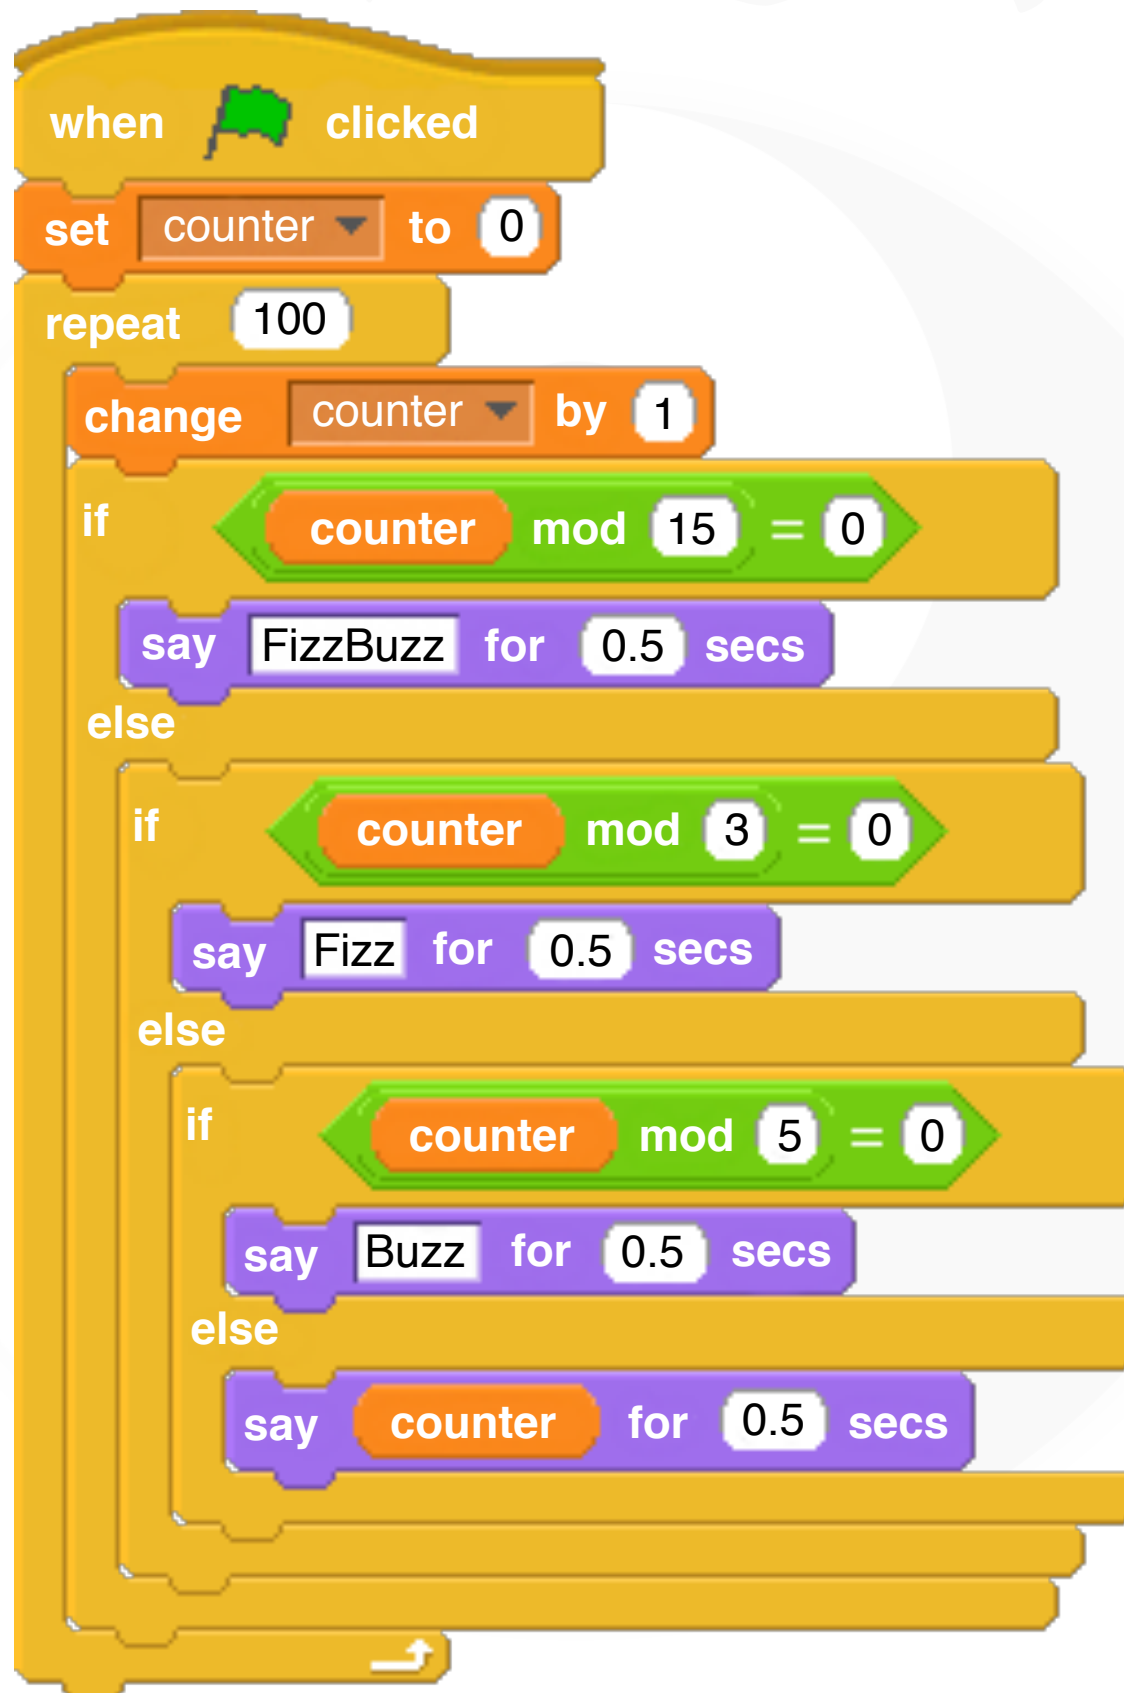 when clicked
set counter to 0
repeat 100
change counter by 1
if counter mod 15 = 0
say FizzBuzz for 0.5 secs
else
if counter mod 3 = 0
say Fizz for 0.5 secs
else
if counter mod 5 = 0
say Buzz for 0.5 secs
else
say counter for 0.5 secs